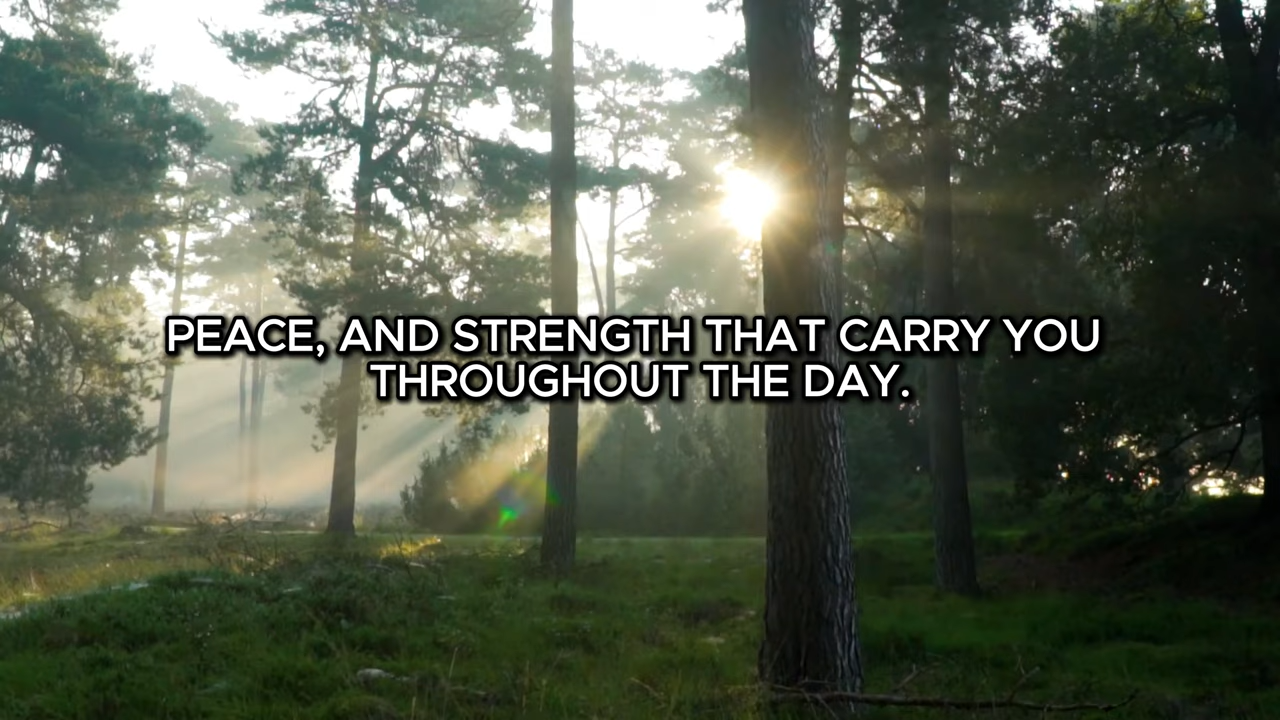 PEACE, AND STRENGTH THAT CARRY YOU
THROUGHOUT THE DAY.